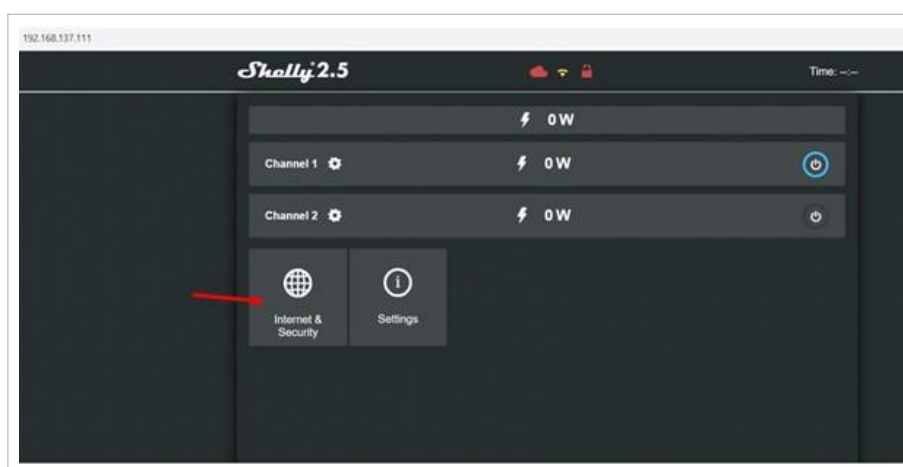 192.168.137.111
Shelly 2.5
Time: --:--
0 W
Channel 1
0 W
Channel 2
0 W
Internet &
Security
Settings